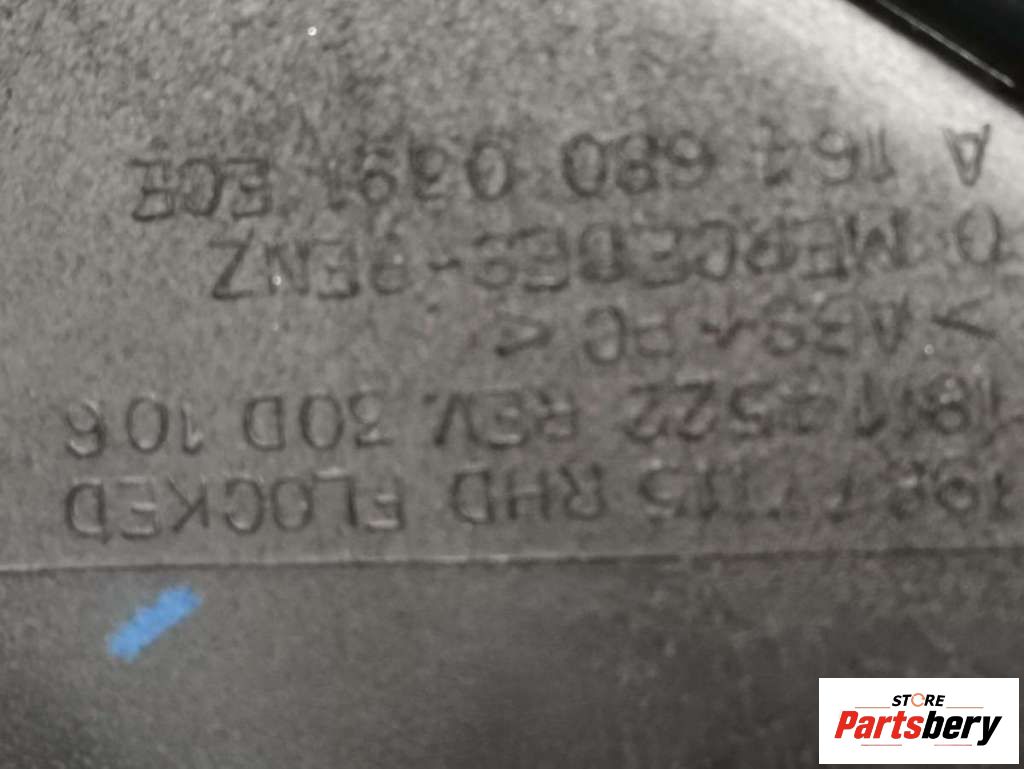 RHD FLOCKED
REV. 30D 106
>ABS+PC<
MERCEDES-BENZ
A 164 680 0391 ECE
STORE
Partsbery